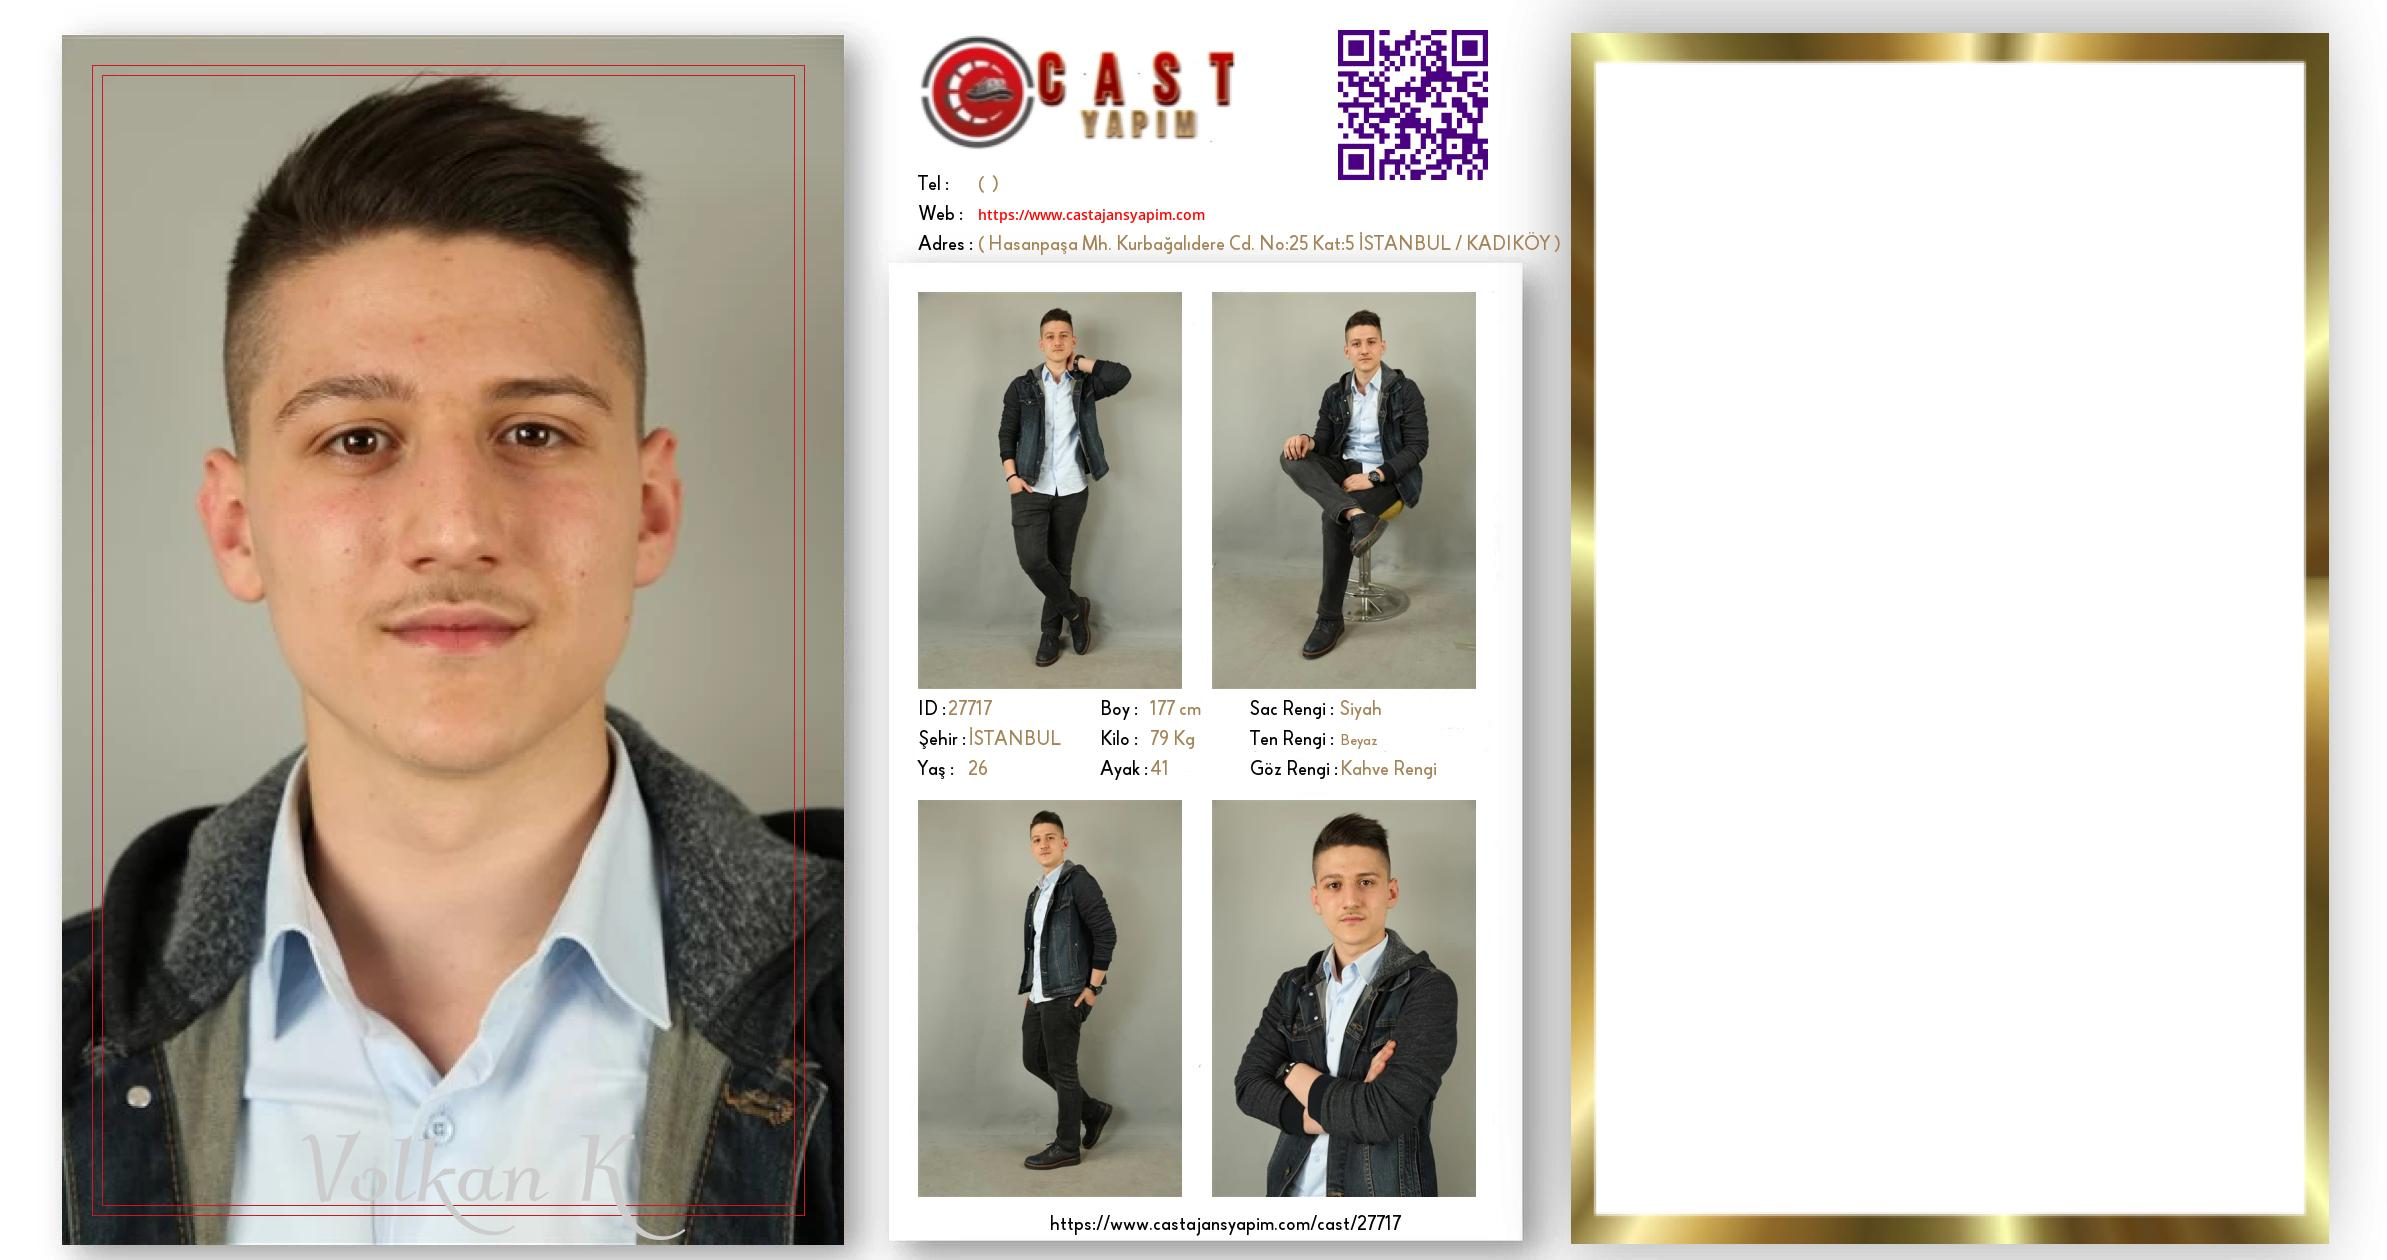 CAST
YAPIM
Tel : ( )
Web : https://www.castajansyapim.com
Adres : ( Hasanpaşa Mh. Kurbağalıdere Cd. No:25 Kat:5 İSTANBUL / KADIKÖY )
ID : 27717 Boy : 177 cm Sac Rengi : Siyah
Şehir : İSTANBUL Kilo : 79 Kg Ten Rengi : Beyaz
Yaş : 26 Ayak : 41 Göz Rengi : Kahve Rengi
Volkan K
https://www.castajansyapim.com/cast/27717